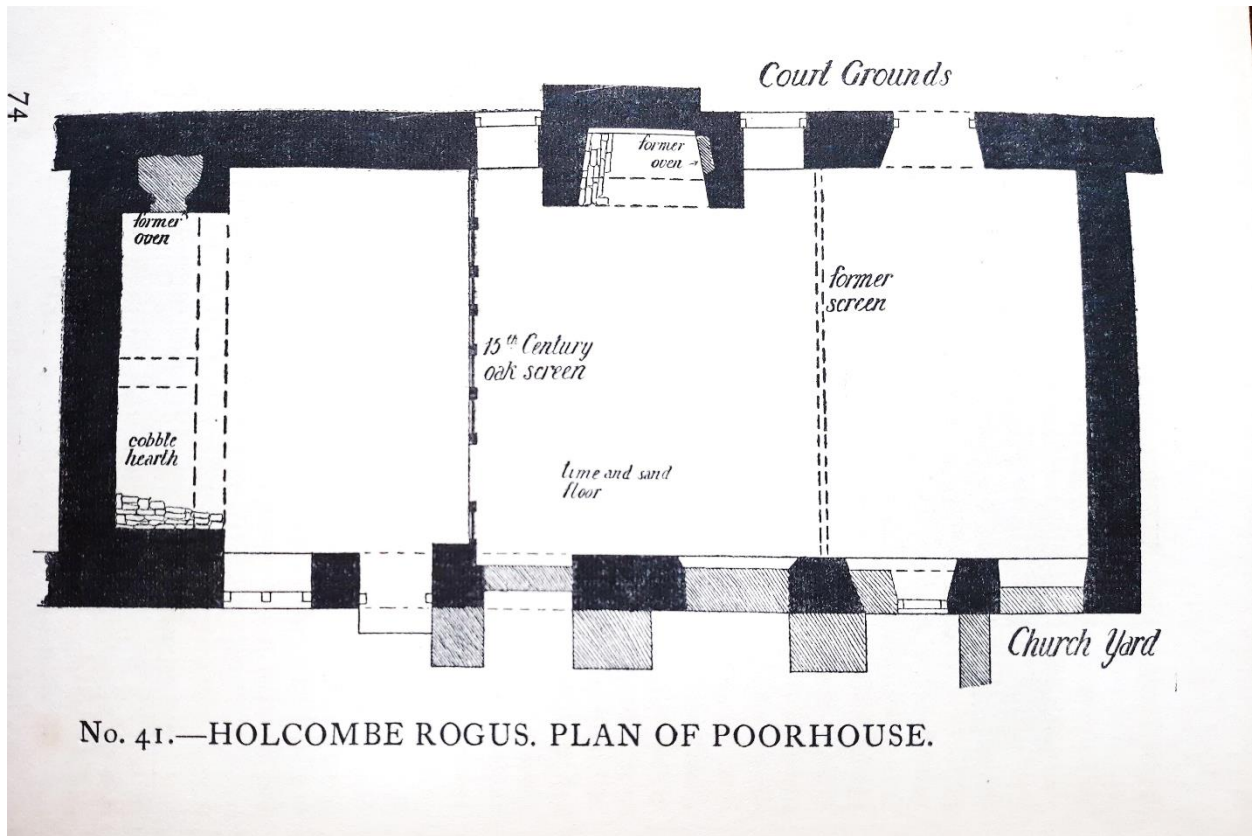 74
Court Grounds
former
oven
former
oven
15th Century
oak screen
former
screen
cobble
hearth
lime and sand
floor
Church Yard
No. 41.—HOLCOMBE ROGUS. PLAN OF POORHOUSE.